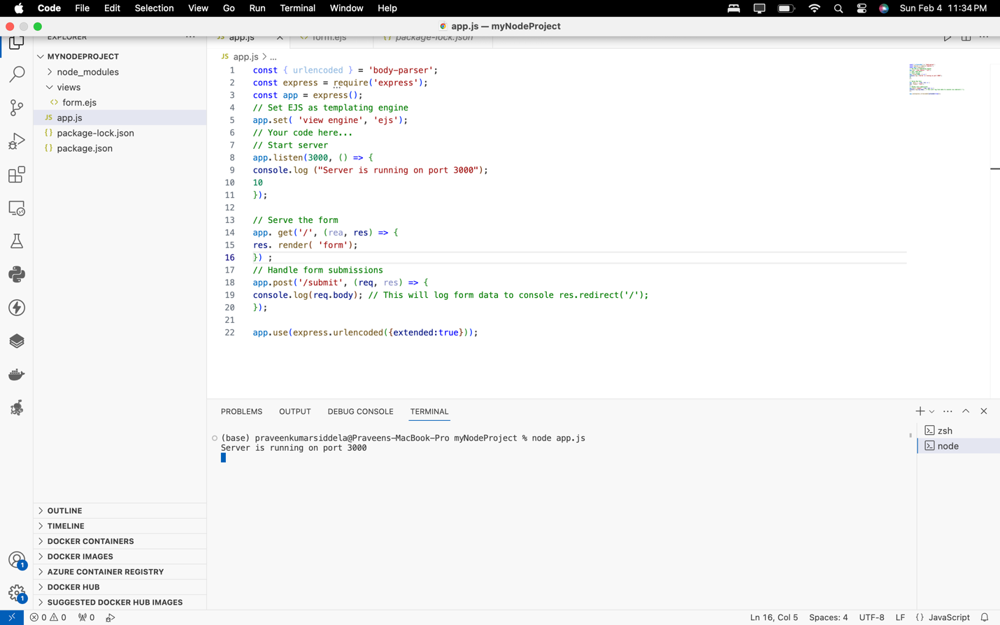 Code File Edit Selection View Go Run Terminal Window Help Sun Feb 4 11:34 PM
app.js — myNodeProject
EXPLORER
JS app.js
<> form.ejs
{} package-lock.json
MYNODEPROJECT
node_modules
views
<> form.ejs
JS app.js
{} package-lock.json
{} package.json
OUTLINE
TIMELINE
DOCKER CONTAINERS
DOCKER IMAGES
AZURE CONTAINER REGISTRY
DOCKER HUB
SUGGESTED DOCKER HUB IMAGES
1
1
JS app.js > ...
1 const { urlencoded } = 'body-parser';
2 const express = require('express');
3 const app = express();
4 // Set EJS as templating engine
5 app.set( 'view engine', 'ejs');
6 // Your code here...
7 // Start server
8 app.listen(3000, () => {
9 console.log ("Server is running on port 3000");
10 10
11 });
12
13 // Serve the form
14 app. get('/', (rea, res) => {
15 res. render( 'form');
16 }) ;
17 // Handle form submissions
18 app.post('/submit', (req, res) => {
19 console.log(req.body); // This will log form data to console res.redirect('/');
20 });
21
22 app.use(express.urlencoded({extended:true}));
PROBLEMS OUTPUT DEBUG CONSOLE TERMINAL
(base) praveenkumarsiddela@Praveens-MacBook-Pro myNodeProject % node app.js
Server is running on port 3000
zsh
node
0 0 0 Ln 16, Col 5 Spaces: 4 UTF-8 LF {} JavaScript